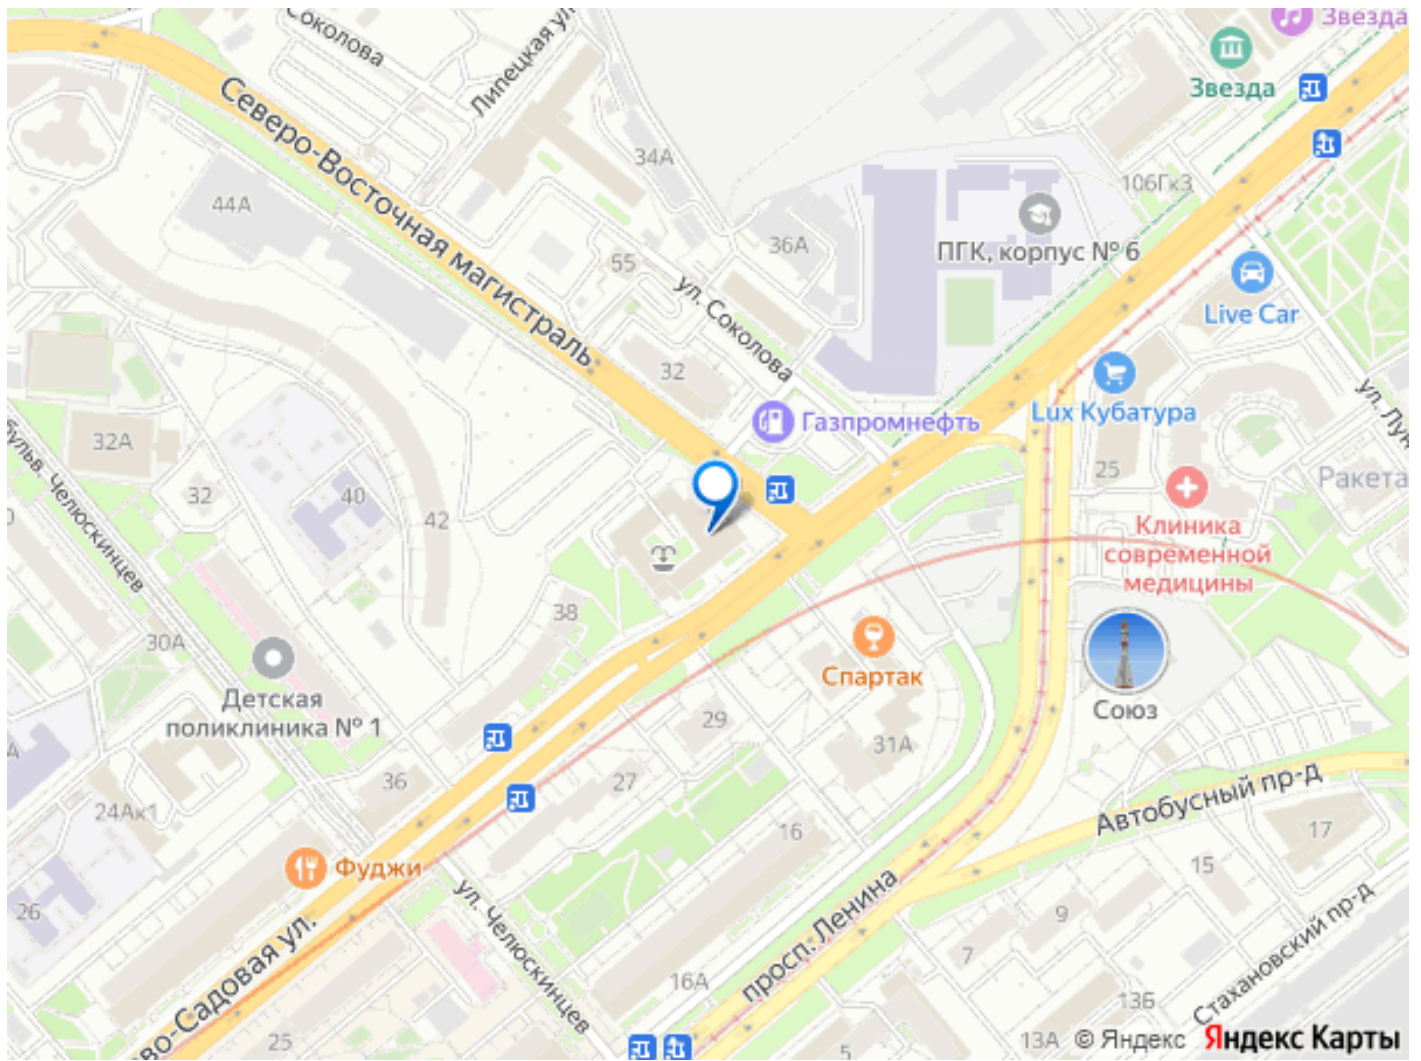 Соколова
Липецкая ул.
Звезда
Звезда
Северо-Восточная магистраль
34А
44А
106Гк3
36А
ПГК, корпус № 6
55
ул. Соколова
Live Car
32
Lux Кубатура
ул. Лук
Газпромнефть
32А
25
Ракета
32
40
42
бульв. Челюскинцев
Клиника
современной
медицины
38
30А
Спартак
Детская
поликлиника № 1
29
31А
Союз
А
36
27
24Ак1
16
Автобусный пр-д
17
Фуджи
15
26
ул. Челюскинцев
просп. Ленина
9
7
ово-Садовая ул.
16А
13Б
Стахановский пр-д
25
5
13А
© Яндекс Яндекс Карты